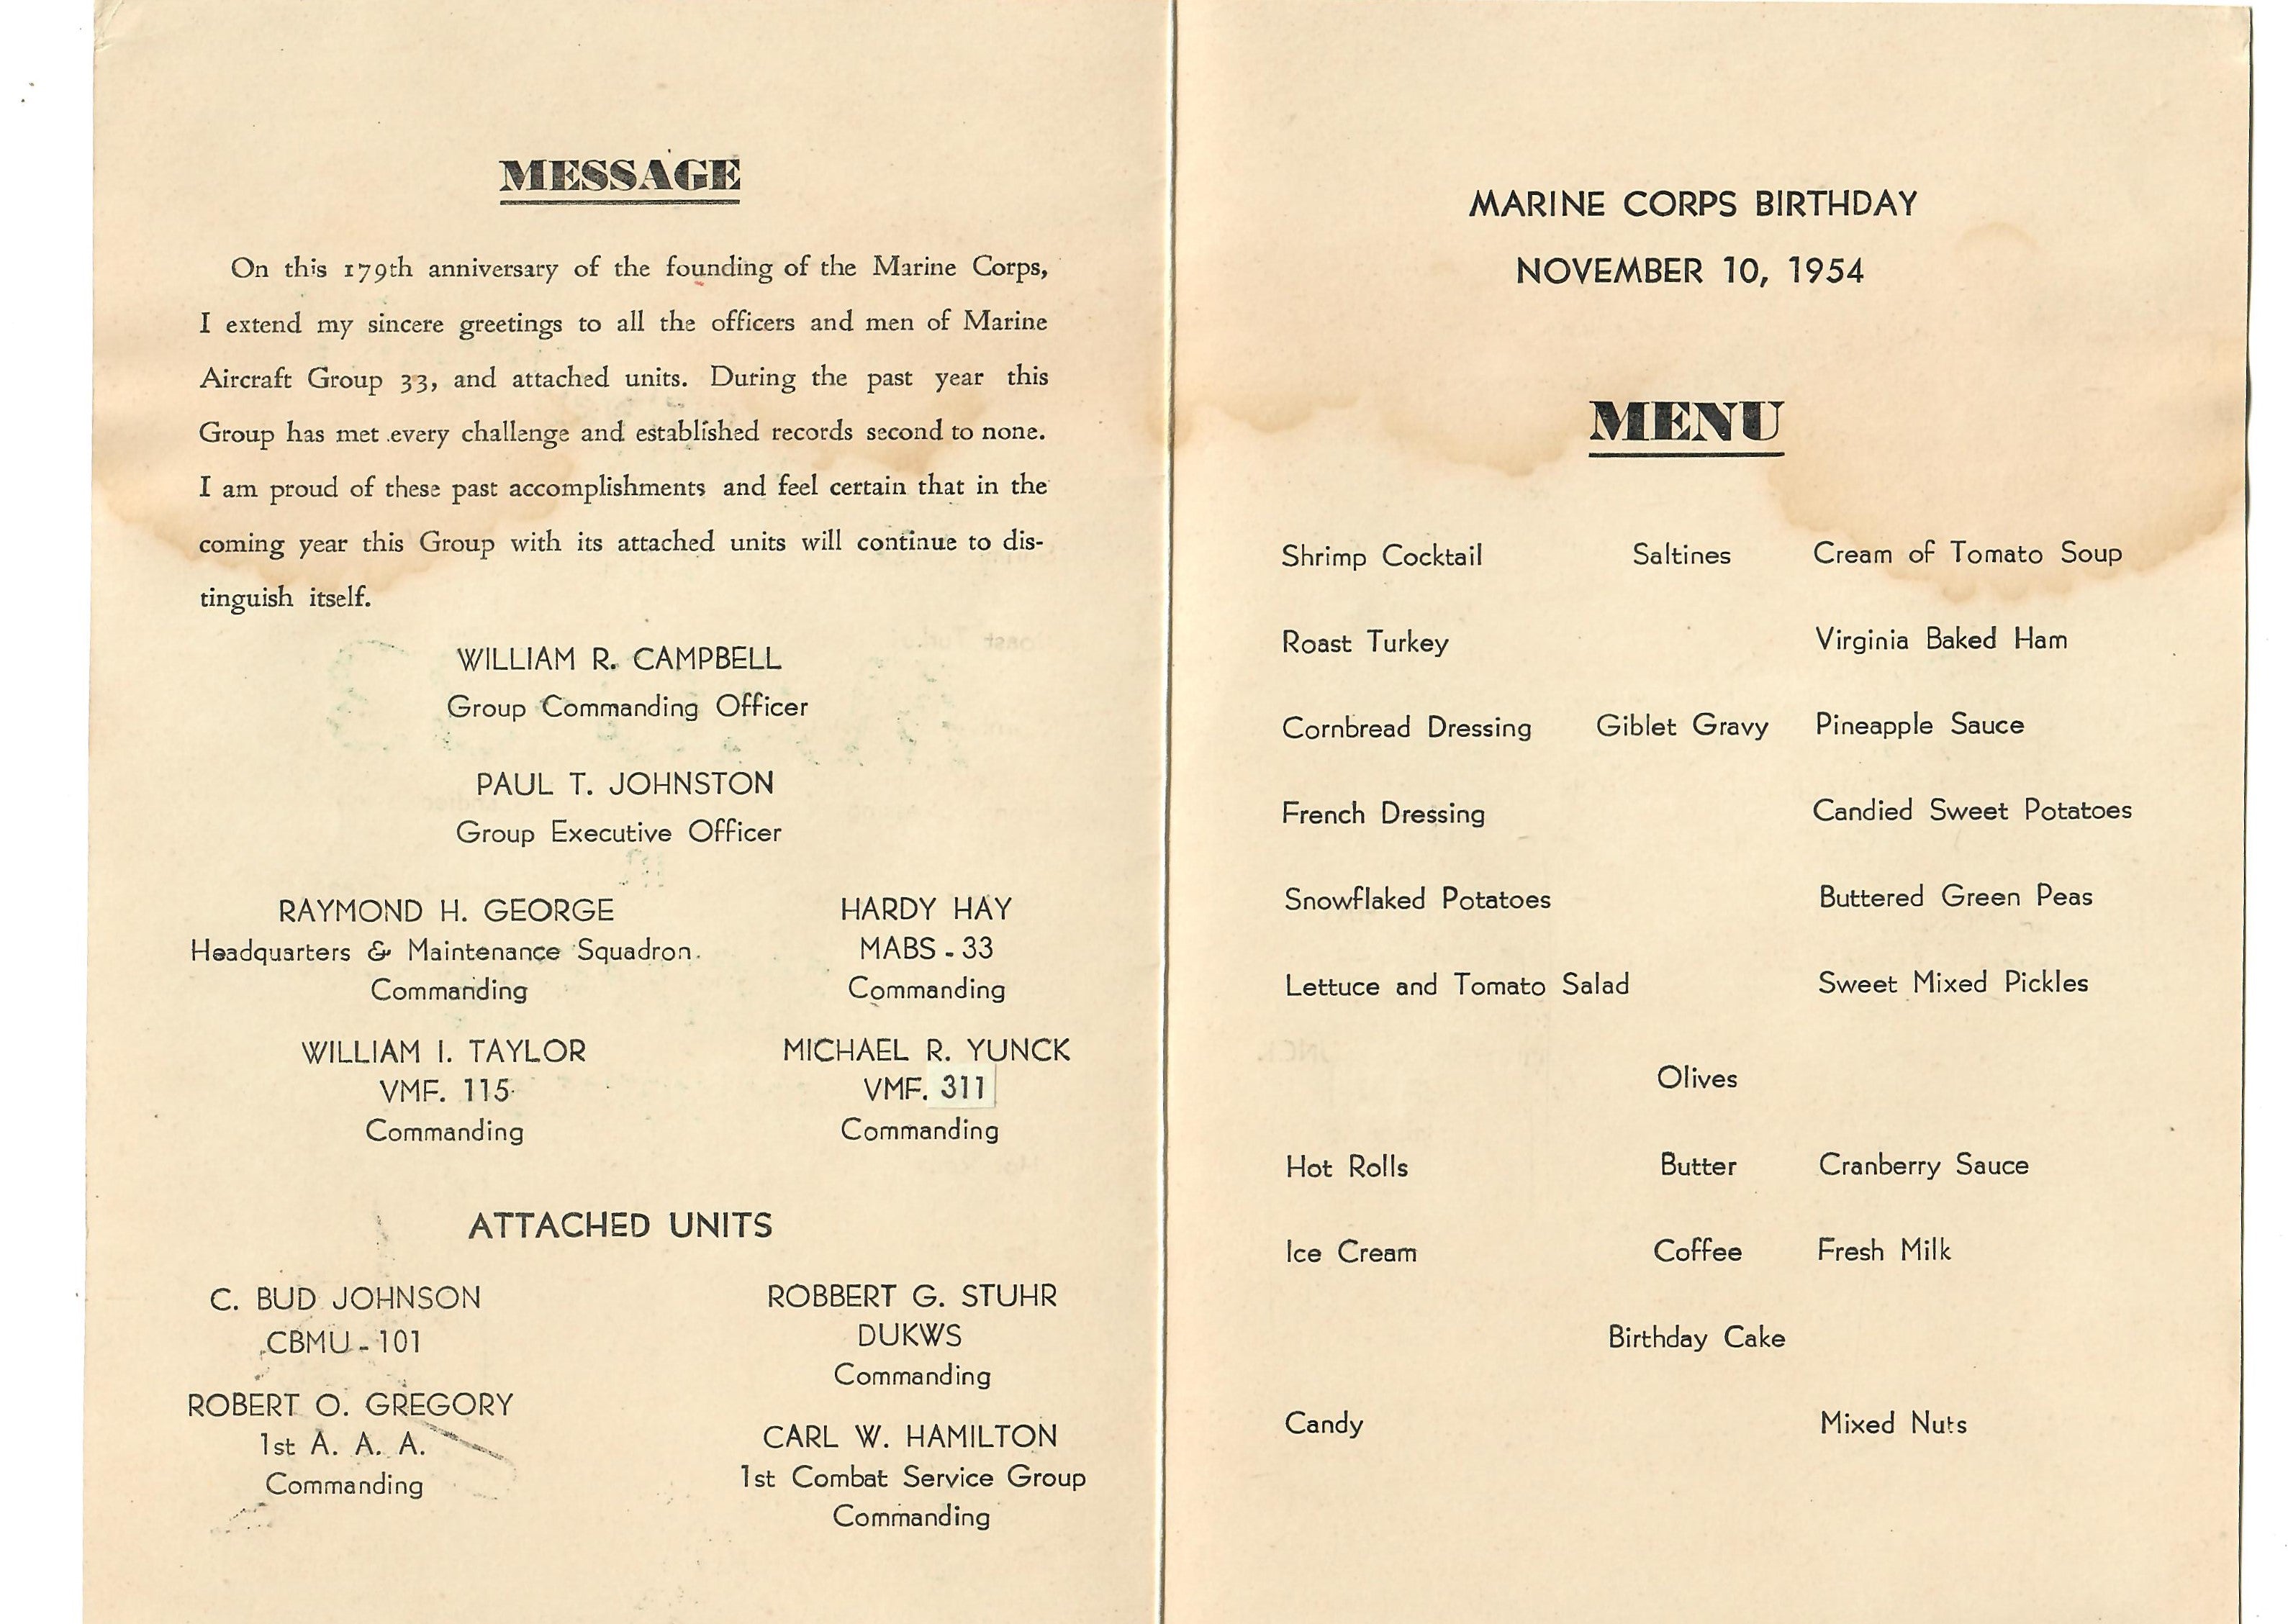 MESSAGE
On this 179th anniversary of the founding of the Marine Corps,
I extend my sincere greetings to all the officers and men of Marine
Aircraft Group 33, and attached units. During the past year this
Group has met every challenge and established records second to none.
I am proud of these past accomplishments and feel certain that in the
coming year this Group with its attached units will continue to dis-
tinguish itself.
WILLIAM R. CAMPBELL
Group Commanding Officer
PAUL T. JOHNSTON
Group Executive Officer
RAYMOND H. GEORGE
Headquarters & Maintenance Squadron.
Commanding
HARDY HAY
MABS - 33
Commanding
WILLIAM I. TAYLOR
VMF. 115
Commanding
MICHAEL R. YUNCK
VMF. 311
Commanding
ATTACHED UNITS
C. BUD JOHNSON
CBMU - 101
ROBERT O. GREGORY
1st A. A. A.
Commanding
ROBBERT G. STUHR
DUKWS
Commanding
CARL W. HAMILTON
1st Combat Service Group
Commanding
MARINE CORPS BIRTHDAY
NOVEMBER 10, 1954
MENU
Shrimp Cocktail Saltines Cream of Tomato Soup
Roast Turkey Virginia Baked Ham
Cornbread Dressing Giblet Gravy Pineapple Sauce
French Dressing Candied Sweet Potatoes
Snowflaked Potatoes Buttered Green Peas
Lettuce and Tomato Salad Sweet Mixed Pickles
Olives
Hot Rolls Butter Cranberry Sauce
Ice Cream Coffee Fresh Milk
Birthday Cake
Candy Mixed Nuts